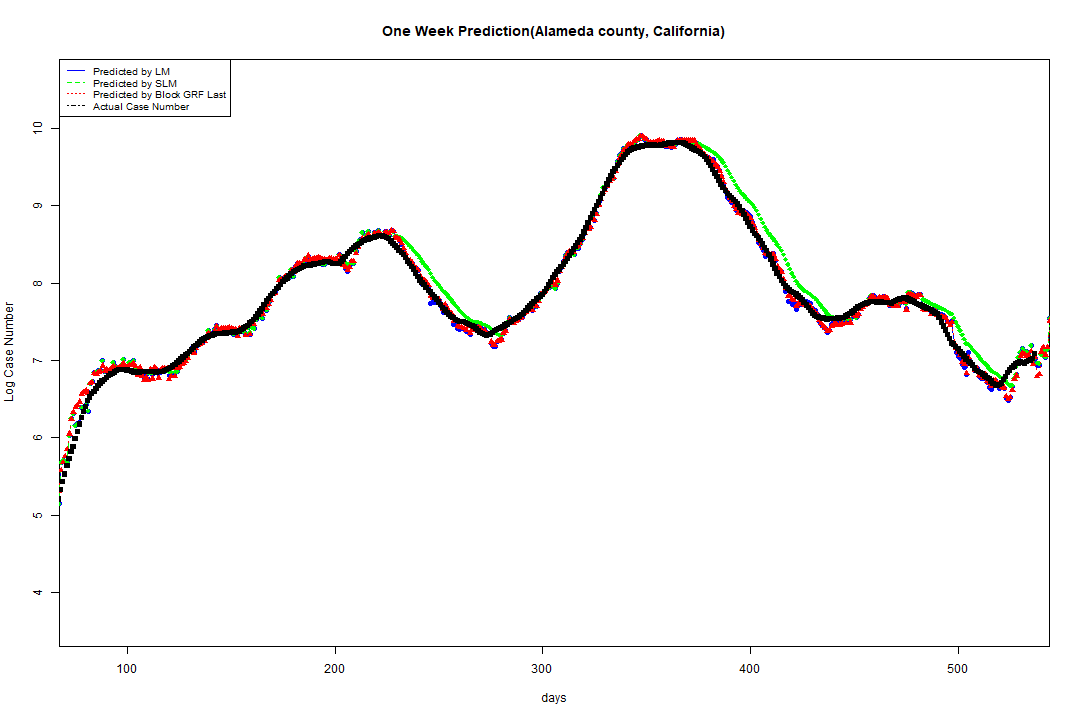 One Week Prediction(Alameda county, California)
Predicted by LM
Predicted by SLM
Predicted by Block GRF Last
Actual Case Number
10
9
8
7
6
5
4
Log Case Number
100 200 300 400 500
days